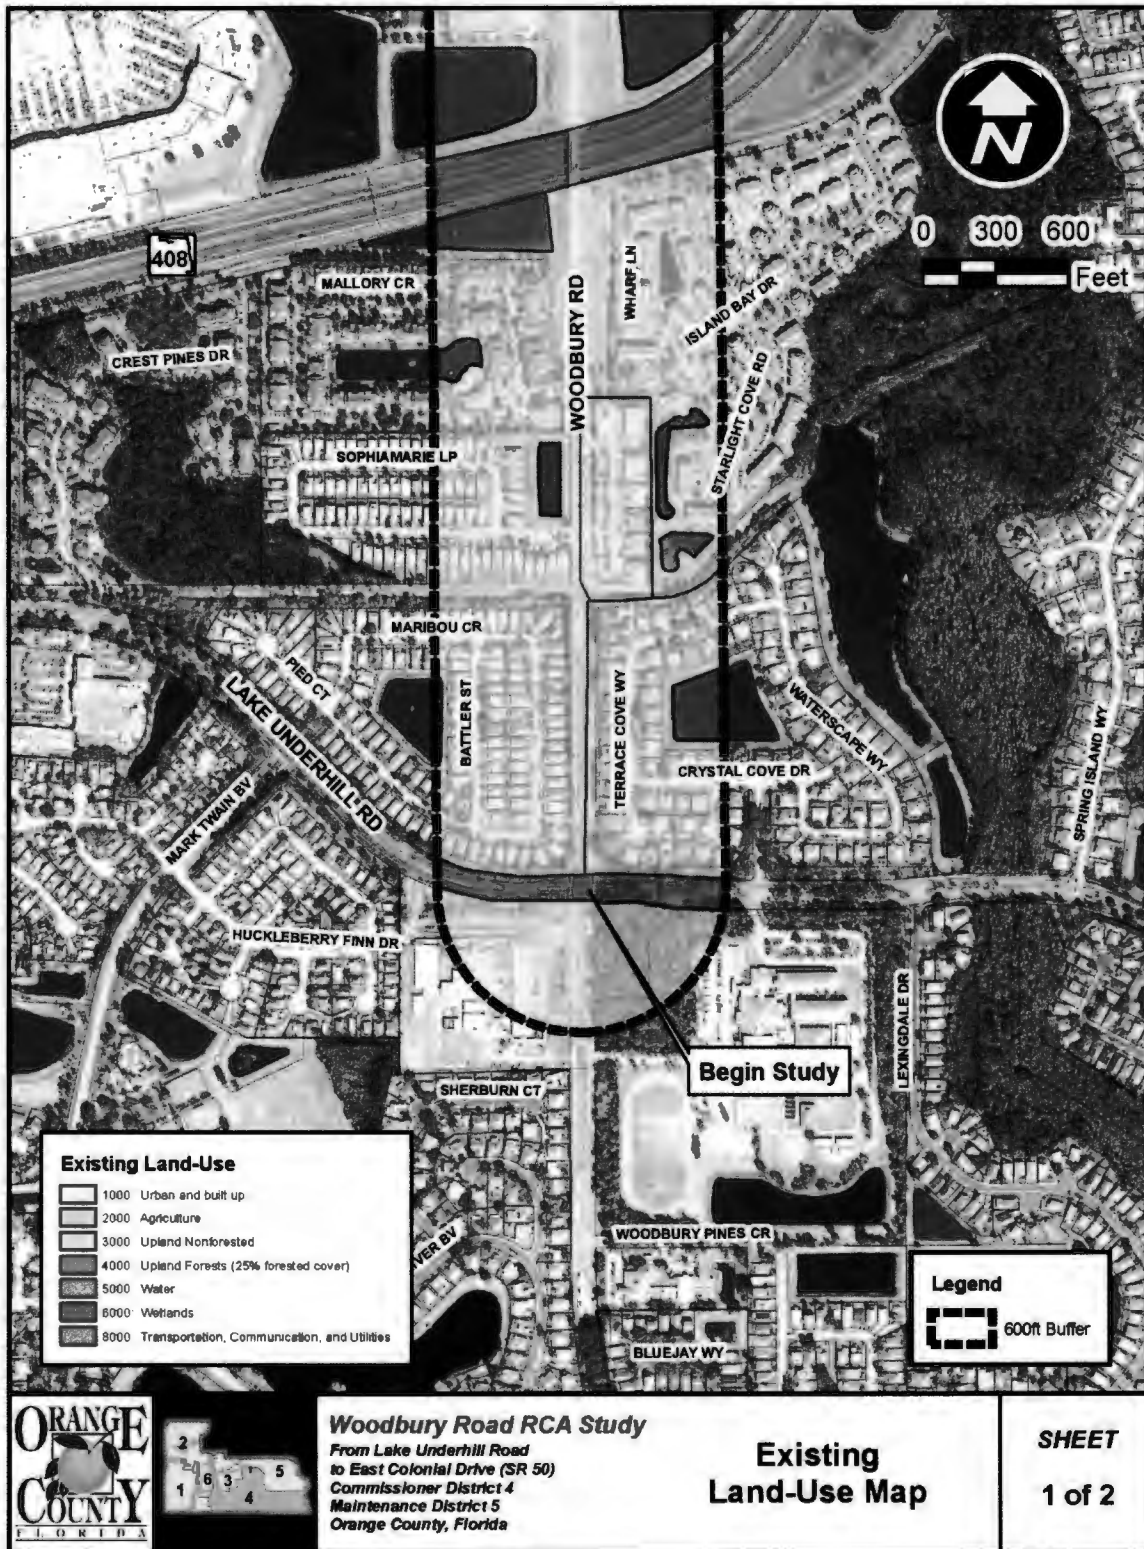 N
0 300 600
Feet
408
MALLORY CR
WHARF LN
WOODBURY RD
ISLAND BAY DR
CREST PINES DR
STARLIGHT COVE RD
SOPHIAMARIE LP
MARIBOU CR
PIED CT
LAKE UNDERHILL RD
BATTLER ST
TERRACE COVE WY
WATERSCAPE WY
CRYSTAL COVE DR
SPRING ISLAND WY
MARK TWAIN BV
HUCKLEBERRY FINN DR
LEXINGDALE DR
Begin Study
SHERBURN CT
WOODBURY PINES CR
VER BV
BLUEJAY WY
Existing Land-Use
1000 Urban and built up
2000 Agriculture
3000 Upland Nonforested
4000 Upland Forests (25% forested cover)
5000 Water
6000 Wetlands
8000 Transportation, Communication, and Utilities
Legend
600ft Buffer
ORANGE
COUNTY
FLORIDA
2
5
6
3
1
4
Woodbury Road RCA Study
From Lake Underhill Road
to East Colonial Drive (SR 50)
Commissioner District 4
Maintenance District 5
Orange County, Florida
Existing
Land-Use Map
SHEET
1 of 2